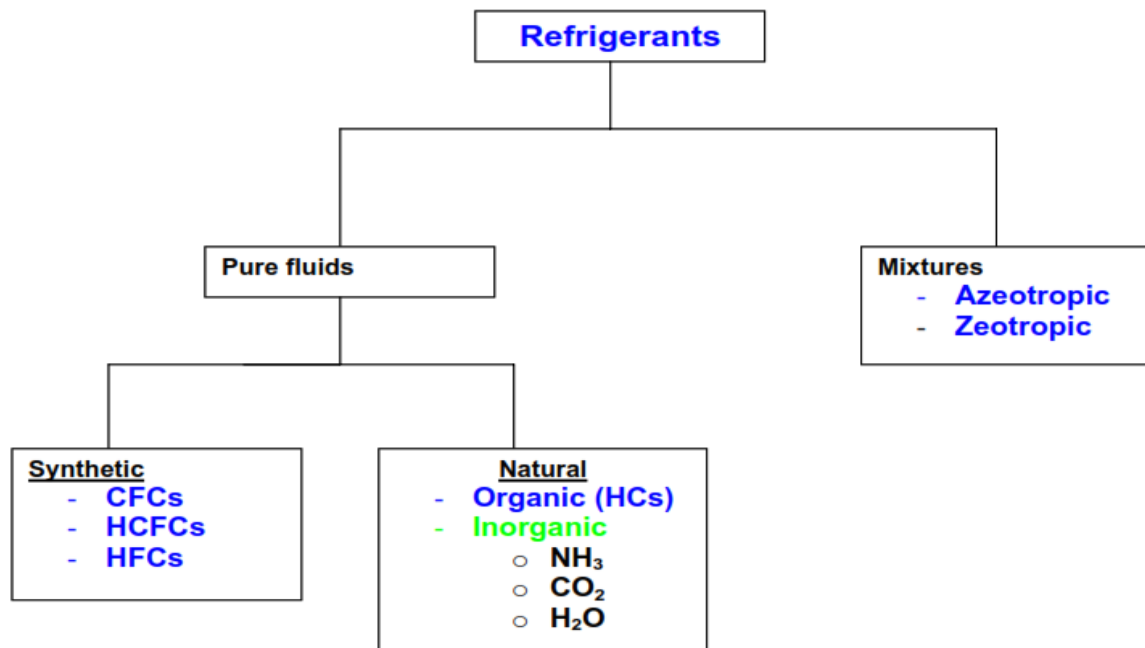 Refrigerants
Pure fluids
Mixtures
- Azeotropic
- Zeotropic
Synthetic
- CFCs
- HCFCs
- HFCs
Natural
- Organic (HCs)
- Inorganic
o NH₃
o CO₂
o H₂O